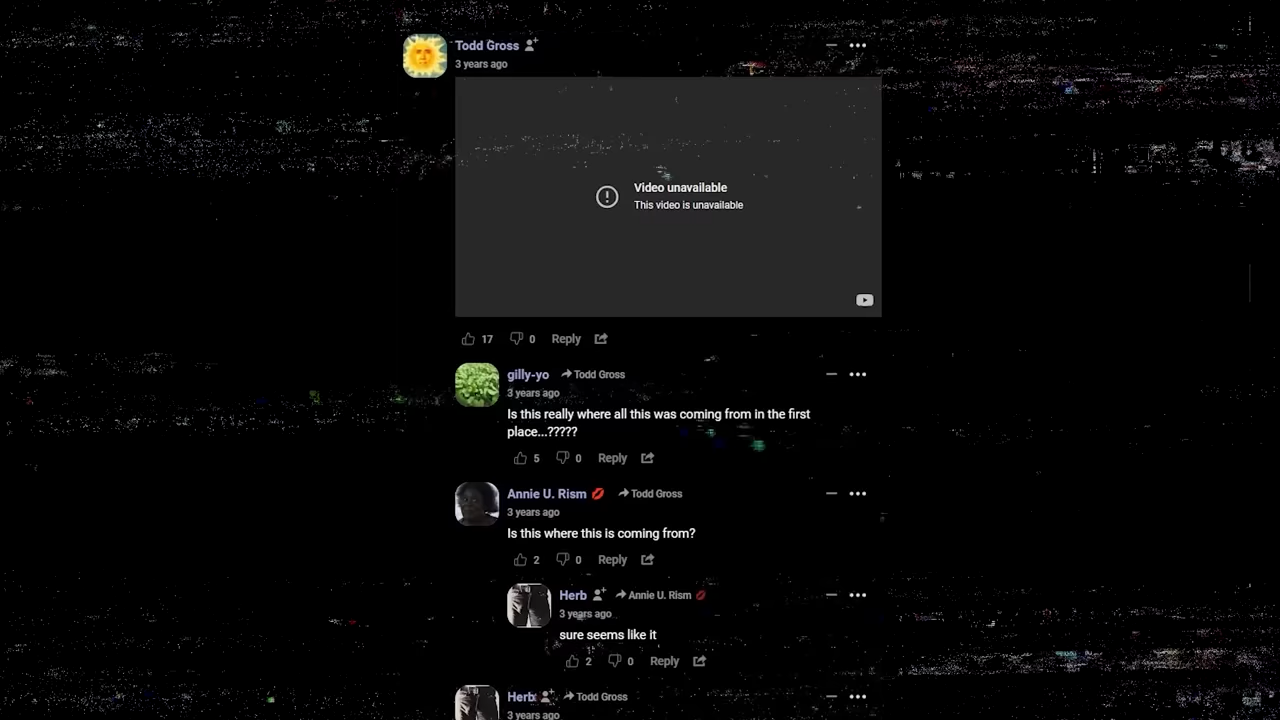 Todd Gross
3 years ago
Video unavailable
This video is unavailable
17 0 Reply
gilly-yo Todd Gross
3 years ago
Is this really where all this was coming from in the first
place...?????
5 0 Reply
Annie U. Rism 💋 Todd Gross
3 years ago
Is this where this is coming from?
2 0 Reply
Herb Annie U. Rism 💋
3 years ago
sure seems like it
2 0 Reply
Herb Todd Gross
3 years ago